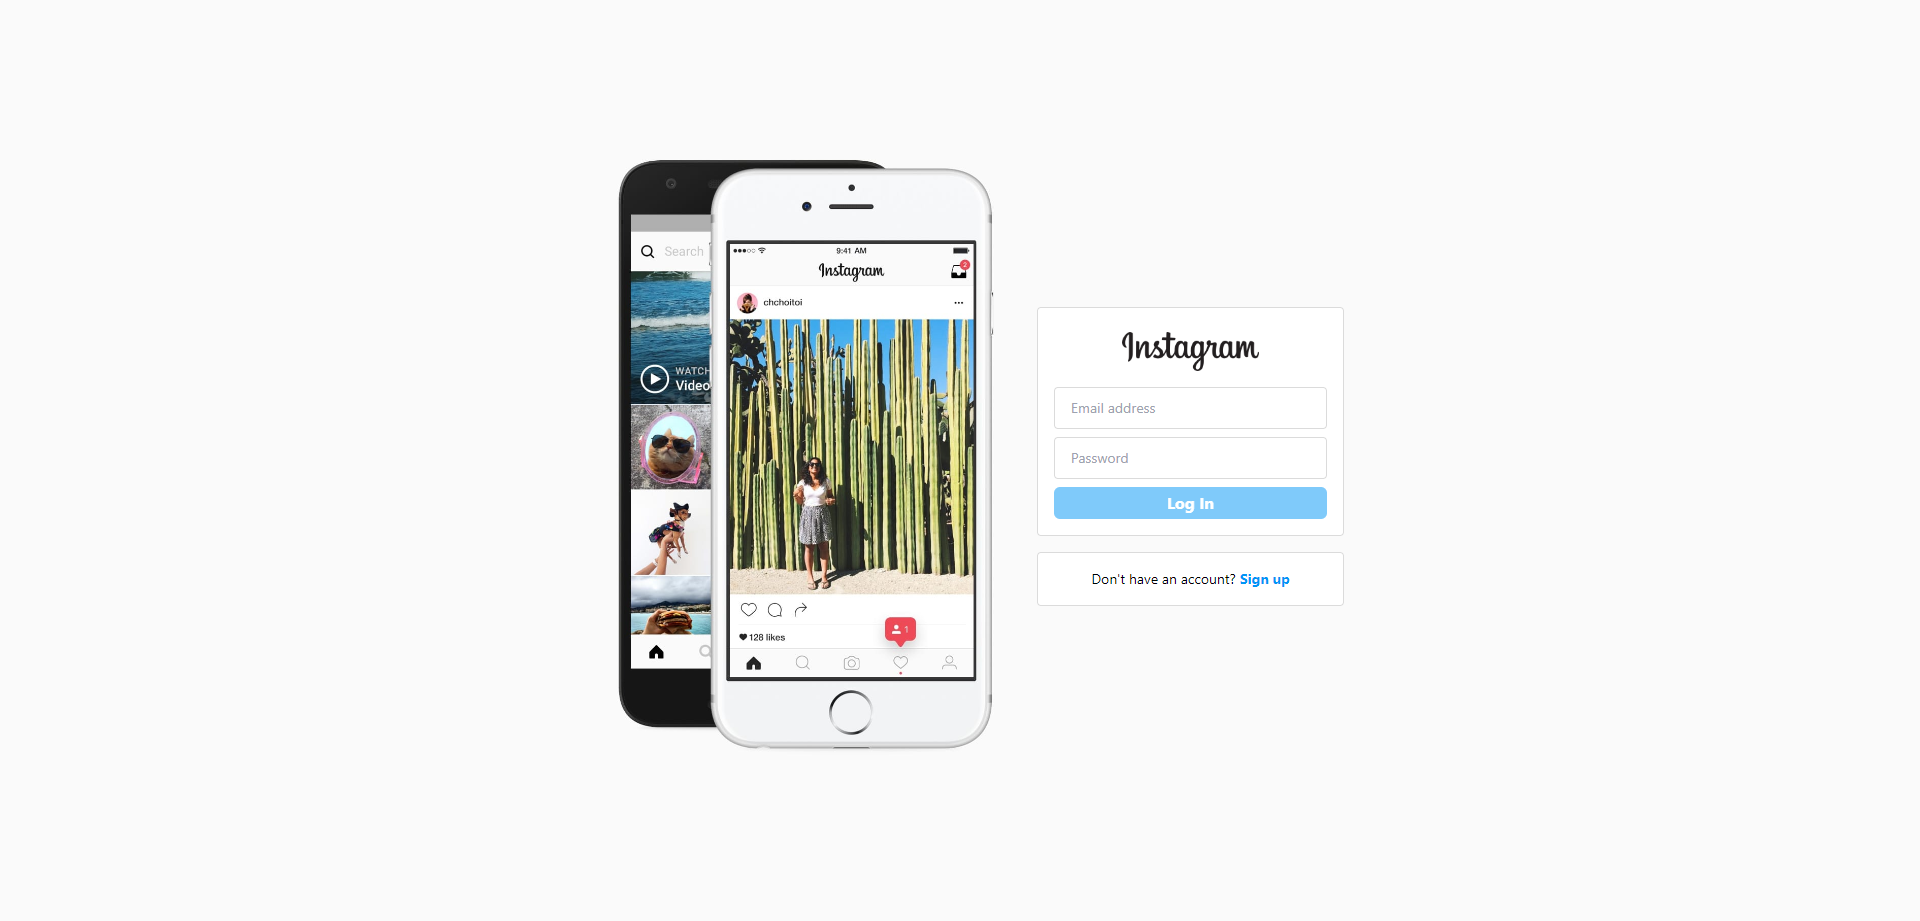 Search
WATCH
Video
9:41 AM
Instagram
2
chchoitoi
128 likes
1
Instagram
Email address
Password
Log In
Don't have an account? Sign up